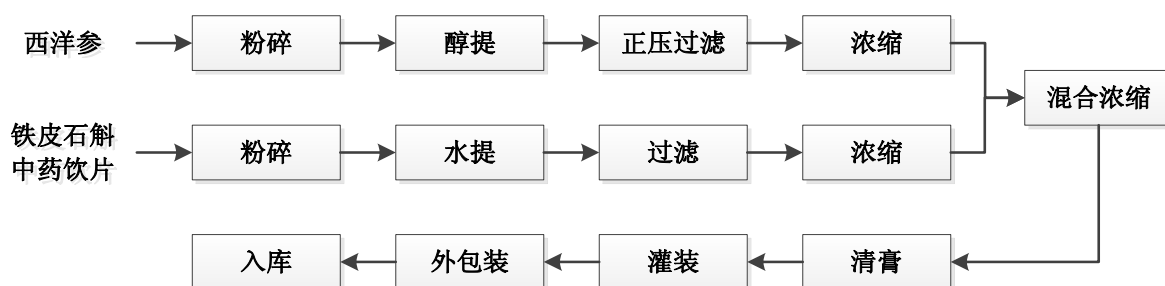 西洋参
粉碎
醇提
正压过滤
浓缩
混合浓缩
铁皮石斛
中药饮片
粉碎
水提
过滤
浓缩
入库
外包装
灌装
清膏